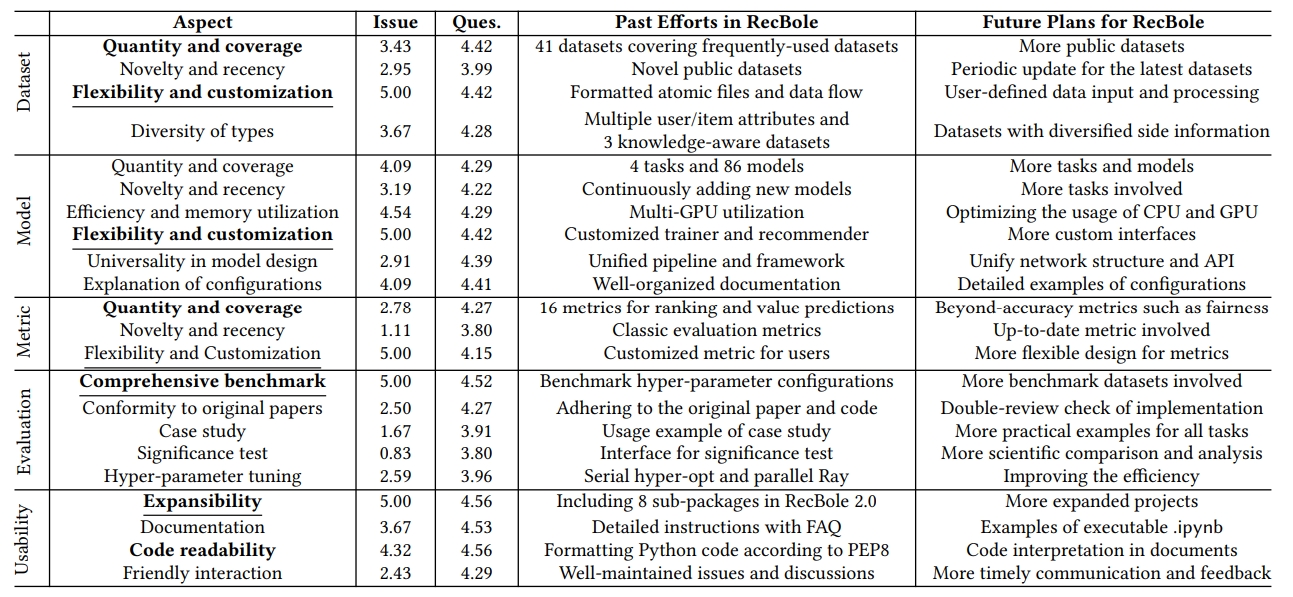 Aspect Issue Ques. Past Efforts in RecBole Future Plans for RecBole
Dataset
Quantity and coverage 3.43 4.42 41 datasets covering frequently-used datasets More public datasets
Novelty and recency 2.95 3.99 Novel public datasets Periodic update for the latest datasets
Flexibility and customization 5.00 4.42 Formatted atomic files and data flow User-defined data input and processing
Diversity of types 3.67 4.28 Multiple user/item attributes and
3 knowledge-aware datasets Datasets with diversified side information
Model
Quantity and coverage 4.09 4.29 4 tasks and 86 models More tasks and models
Novelty and recency 3.19 4.22 Continuously adding new models More tasks involved
Efficiency and memory utilization 4.54 4.29 Multi-GPU utilization Optimizing the usage of CPU and GPU
Flexibility and customization 5.00 4.42 Customized trainer and recommender More custom interfaces
Universality in model design 2.91 4.39 Unified pipeline and framework Unify network structure and API
Explanation of configurations 4.09 4.41 Well-organized documentation Detailed examples of configurations
Metric
Quantity and coverage 2.78 4.27 16 metrics for ranking and value predictions Beyond-accuracy metrics such as fairness
Novelty and recency 1.11 3.80 Classic evaluation metrics Up-to-date metric involved
Flexibility and Customization 5.00 4.15 Customized metric for users More flexible design for metrics
Evaluation
Comprehensive benchmark 5.00 4.52 Benchmark hyper-parameter configurations More benchmark datasets involved
Conformity to original papers 2.50 4.27 Adhering to the original paper and code Double-review check of implementation
Case study 1.67 3.91 Usage example of case study More practical examples for all tasks
Significance test 0.83 3.80 Interface for significance test More scientific comparison and analysis
Hyper-parameter tuning 2.59 3.96 Serial hyper-opt and parallel Ray Improving the efficiency
Usability
Expansibility 5.00 4.56 Including 8 sub-packages in RecBole 2.0 More expanded projects
Documentation 3.67 4.53 Detailed instructions with FAQ Examples of executable .ipynb
Code readability 4.32 4.56 Formatting Python code according to PEP8 Code interpretation in documents
Friendly interaction 2.43 4.29 Well-maintained issues and discussions More timely communication and feedback